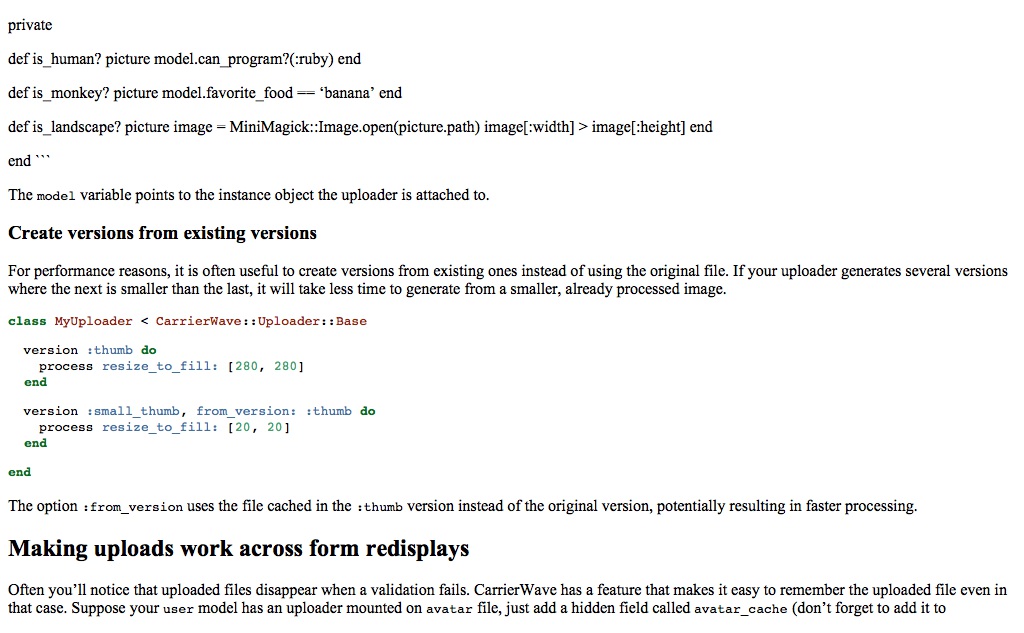 private
def is_human? picture model.can_program?(:ruby) end
def is_monkey? picture model.favorite_food == ‘banana’ end
def is_landscape? picture image = MiniMagick::Image.open(picture.path) image[:width] > image[:height] end
end ```
The model variable points to the instance object the uploader is attached to.
Create versions from existing versions
For performance reasons, it is often useful to create versions from existing ones instead of using the original file. If your uploader generates several versions
where the next is smaller than the last, it will take less time to generate from a smaller, already processed image.
class MyUploader < CarrierWave::Uploader::Base
version :thumb do
process resize_to_fill: [280, 280]
end
version :small_thumb, from_version: :thumb do
process resize_to_fill: [20, 20]
end
end
The option :from_version uses the file cached in the :thumb version instead of the original version, potentially resulting in faster processing.
Making uploads work across form redisplays
Often you’ll notice that uploaded files disappear when a validation fails. CarrierWave has a feature that makes it easy to remember the uploaded file even in
that case. Suppose your user model has an uploader mounted on avatar file, just add a hidden field called avatar_cache (don’t forget to add it to